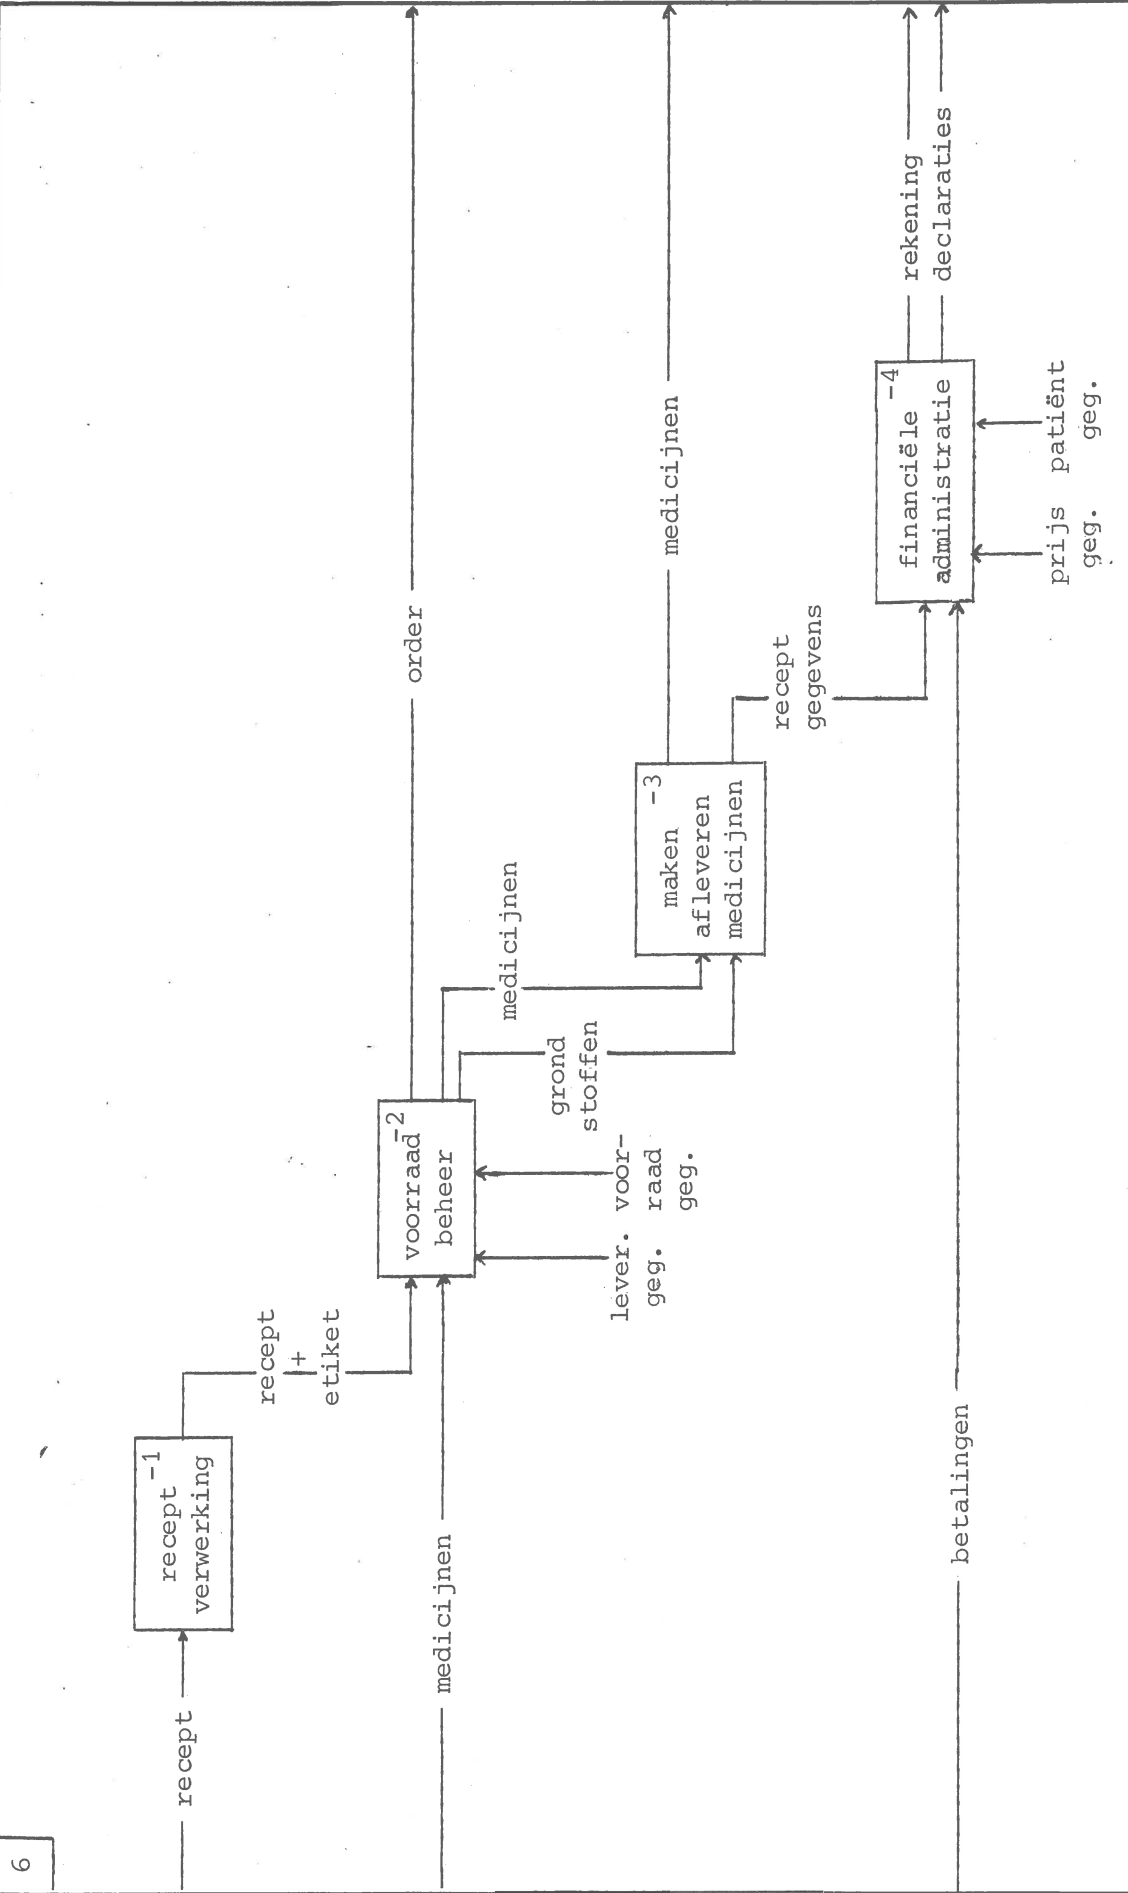 6
recept
recept -1
verwerking
recept
+
etiket
medicijnen
voorraad -2
beheer
lever.
geg.
voor-
raad
geg.
order
medicijnen
grond
stoffen
maken -3
afleveren
medicijnen
medicijnen
recept
gegevens
betalingen
financiële -4
administratie
prijs
geg.
patiënt
geg.
rekening
declaraties